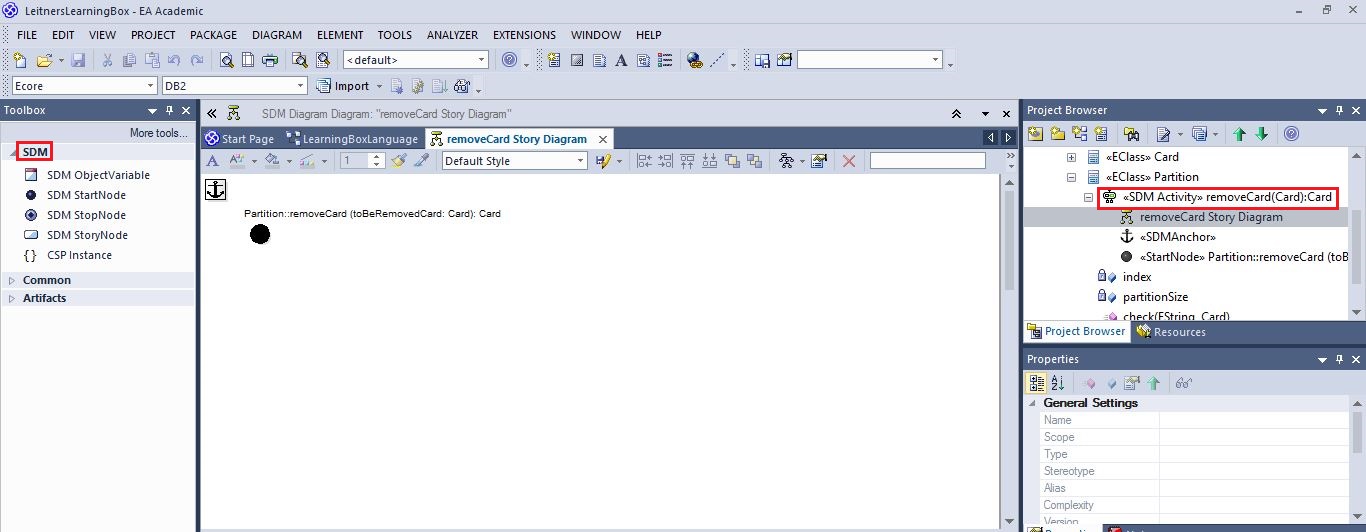 LeitnersLearningBox - EA Academic
FILE EDIT VIEW PROJECT PACKAGE DIAGRAM ELEMENT TOOLS ANALYZER EXTENSIONS WINDOW HELP
<default>
Ecore DB2 Import
Toolbox
More tools...
SDM
SDM ObjectVariable
SDM StartNode
SDM StopNode
SDM StoryNode
CSP Instance
Common
Artifacts
SDM Diagram Diagram: "removeCard Story Diagram"
Start Page LearningBoxLanguage removeCard Story Diagram
1 Default Style
Partition::removeCard (toBeRemovedCard: Card): Card
Project Browser
«EClass» Card
«EClass» Partition
«SDM Activity» removeCard(Card):Card
removeCard Story Diagram
«SDMAnchor»
«StartNode» Partition::removeCard (toB
index
partitionSize
check(EString, Card)
Project Browser Resources
Properties
General Settings
Name
Scope
Type
Stereotype
Alias
Complexity
Version